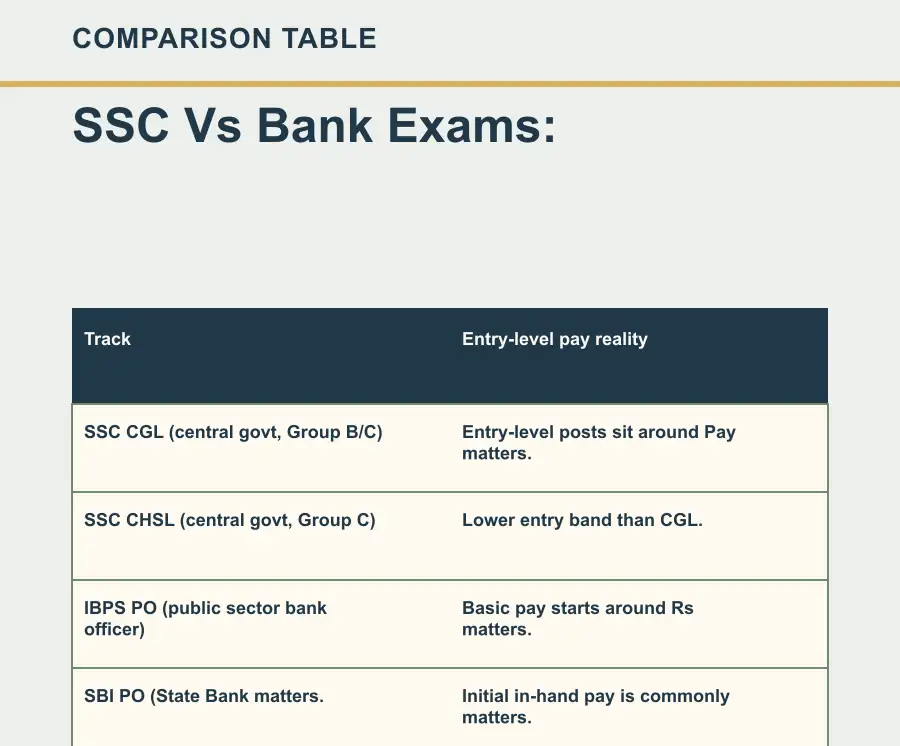 COMPARISON TABLE
SSC Vs Bank Exams:
Track
Entry-level pay reality
SSC CGL (central govt, Group B/C)
Entry-level posts sit around Pay
matters.
SSC CHSL (central govt, Group C)
Lower entry band than CGL.
IBPS PO (public sector bank
officer)
Basic pay starts around Rs
matters.
SBI PO (State Bank matters.
Initial in-hand pay is commonly
matters.